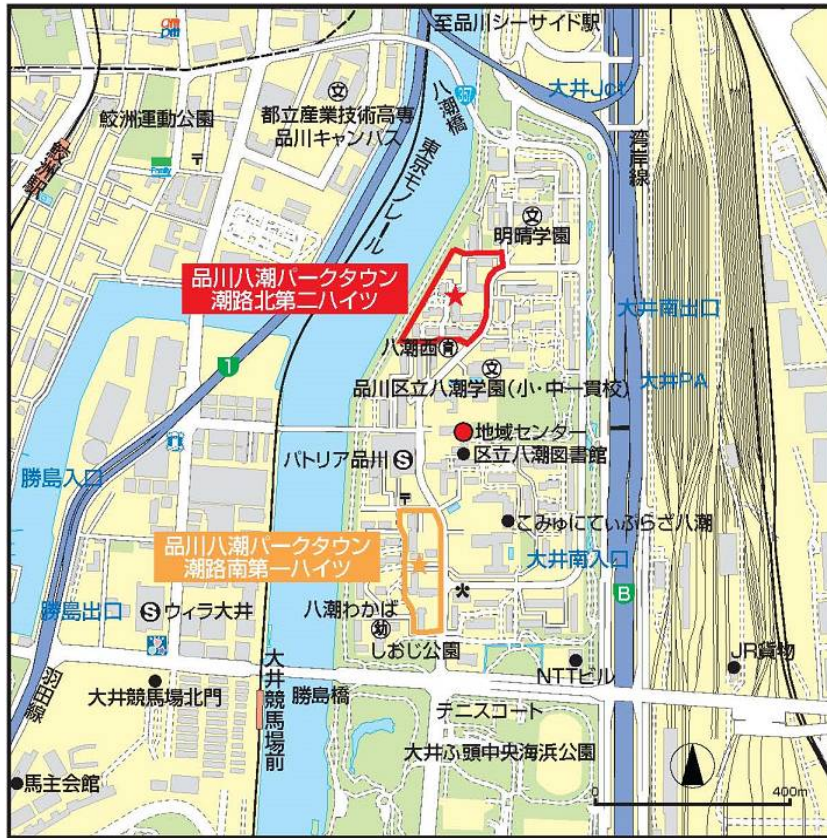 至品川シーサイド駅
大井Jct
357
八潮橋
湾岸線
鮫洲運動公園
都立産業技術高専
品川キャンパス
鮫洲駅
Family
東京モノレール
明晴学園
品川八潮パークタウン
潮路北第二ハイツ
大井南出口
八潮西
育
品川区立八潮学園(小・中一貫校)
大井PA
1
地域センター
区立八潮図書館
パトリア品川
S
勝島入口
こみゅにてぃぷらざ八潮
品川八潮パークタウン
潮路南第一ハイツ
大井南入口
B
勝島出口
S
ウィラ大井
八潮わかば
幼
しおじ公園
NTTビル
JR貨物
羽田線
大井競馬場北門
大井競馬場前
勝島橋
テニスコート
大井ふ頭中央海浜公園
馬主会館
0
400m
文
文
文